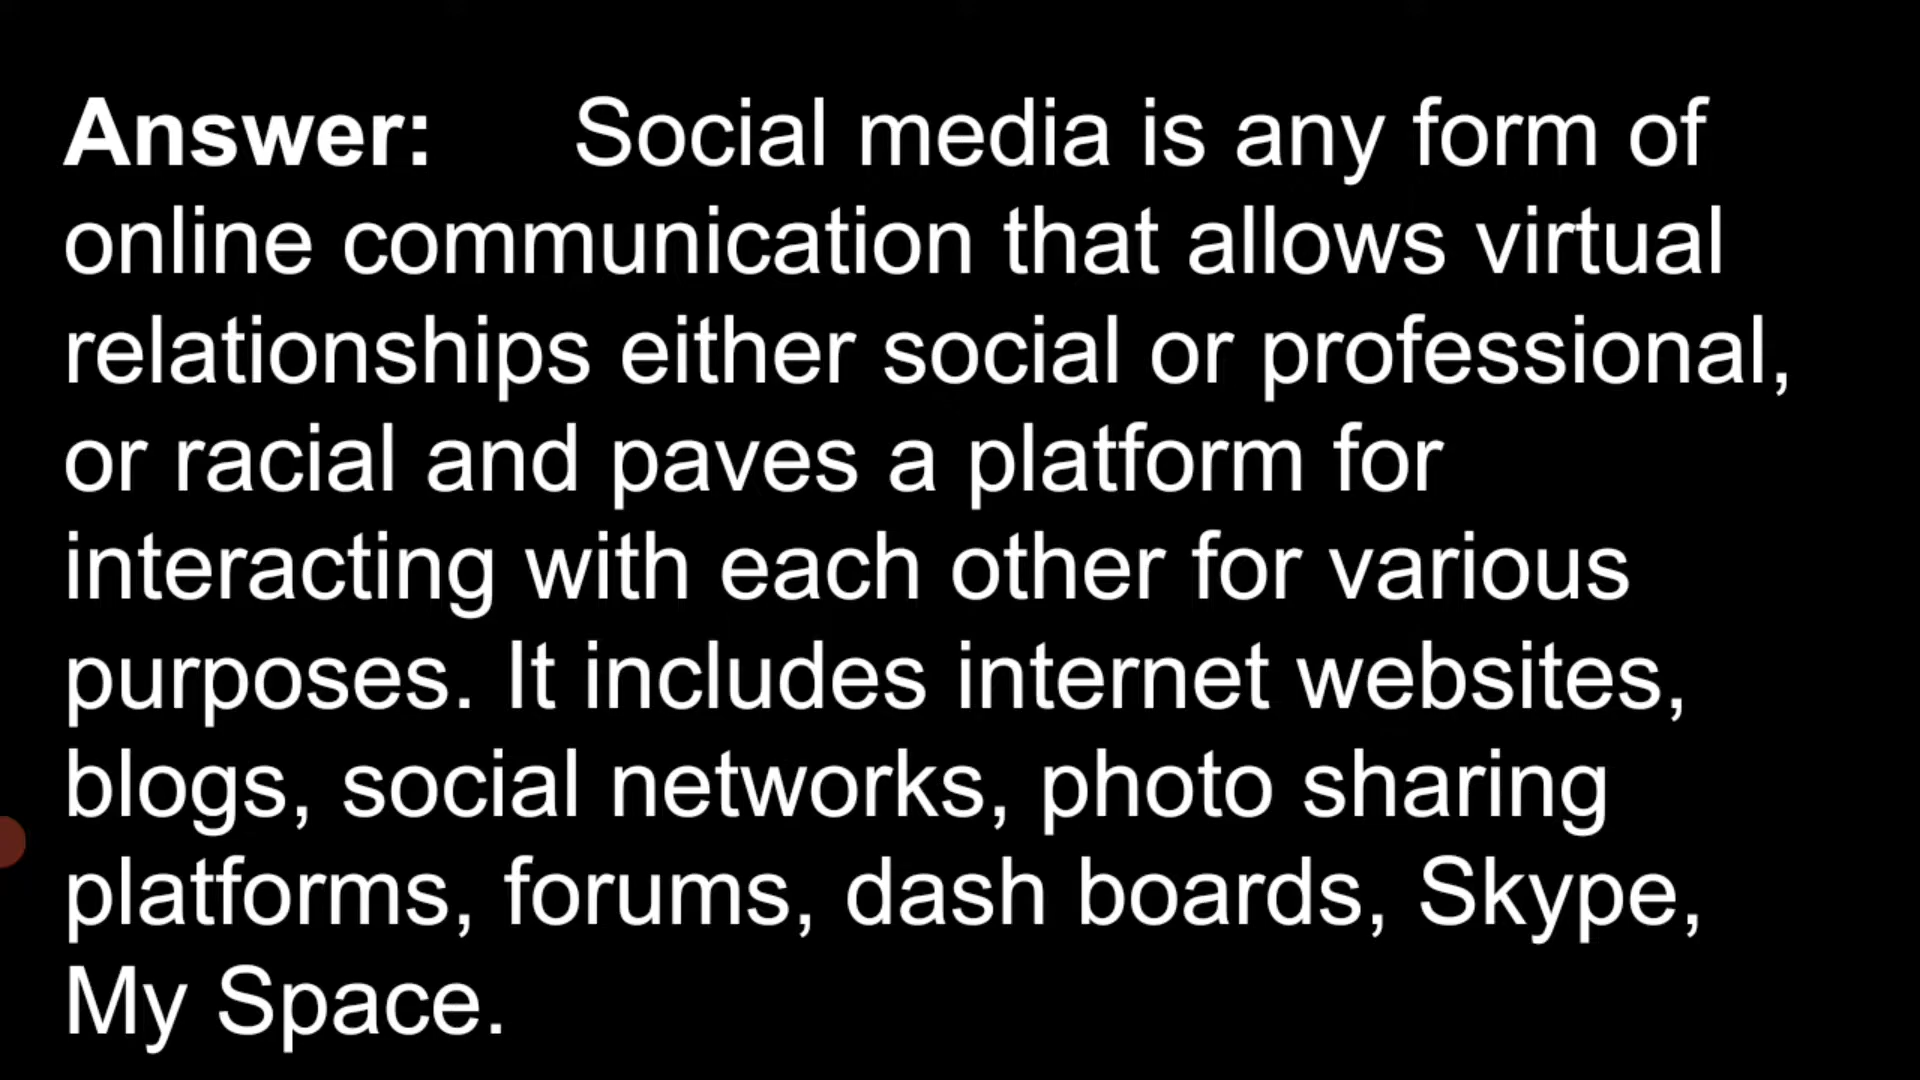 Answer: Social media is any form of
online communication that allows virtual
relationships either social or professional,
or racial and paves a platform for
interacting with each other for various
purposes. It includes internet websites,
blogs, social networks, photo sharing
platforms, forums, dash boards, Skype,
My Space.